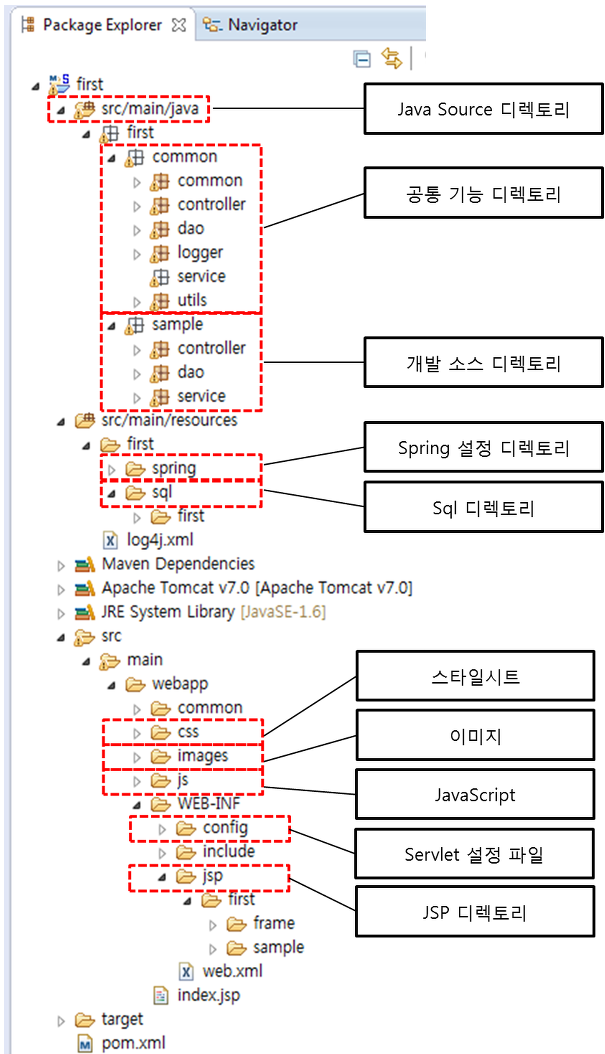 Package Explorer
Navigator
first
src/main/java
Java Source 디렉토리
first
common
common
공통 기능 디렉토리
controller
dao
logger
service
utils
sample
controller
개발 소스 디렉토리
dao
service
src/main/resources
first
Spring 설정 디렉토리
spring
sql
Sql 디렉토리
first
log4j.xml
Maven Dependencies
Apache Tomcat v7.0 [Apache Tomcat v7.0]
JRE System Library [JavaSE-1.6]
src
main
스타일시트
webapp
common
css
이미지
images
js
JavaScript
WEB-INF
config
Servlet 설정 파일
include
jsp
first
JSP 디렉토리
frame
sample
web.xml
index.jsp
target
pom.xml